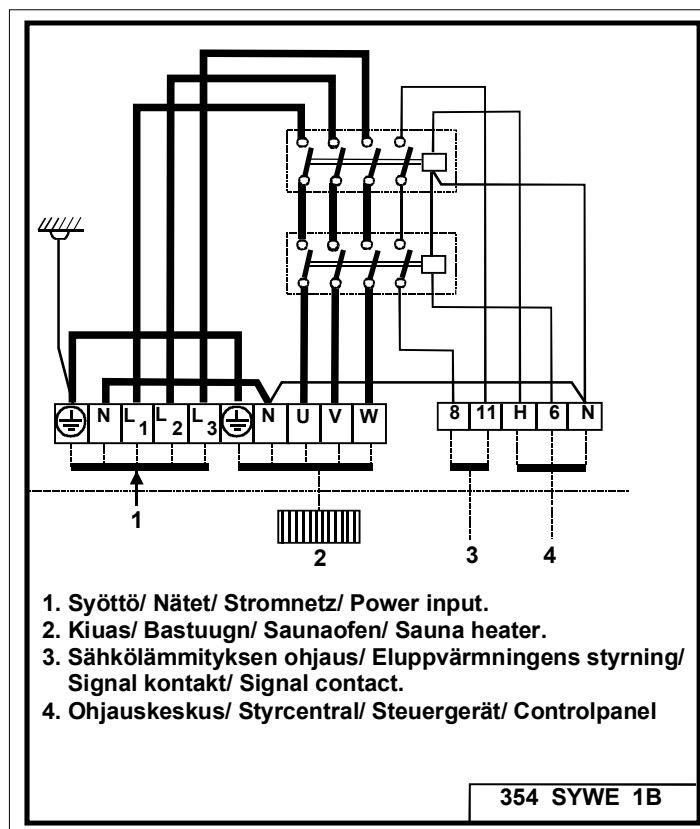 N L1 L2 L3 N U V W 8 11 H 6 N
1 2 3 4
1. Syöttö/ Nätet/ Stromnetz/ Power input.
2. Kiuas/ Bastuugn/ Saunaofen/ Sauna heater.
3. Sähkölämmityksen ohjaus/ Eluppvärmningens styrning/
Signal kontakt/ Signal contact.
4. Ohjauskeskus/ Styrcentral/ Steuergerät/ Controlpanel
354 SYWE 1B